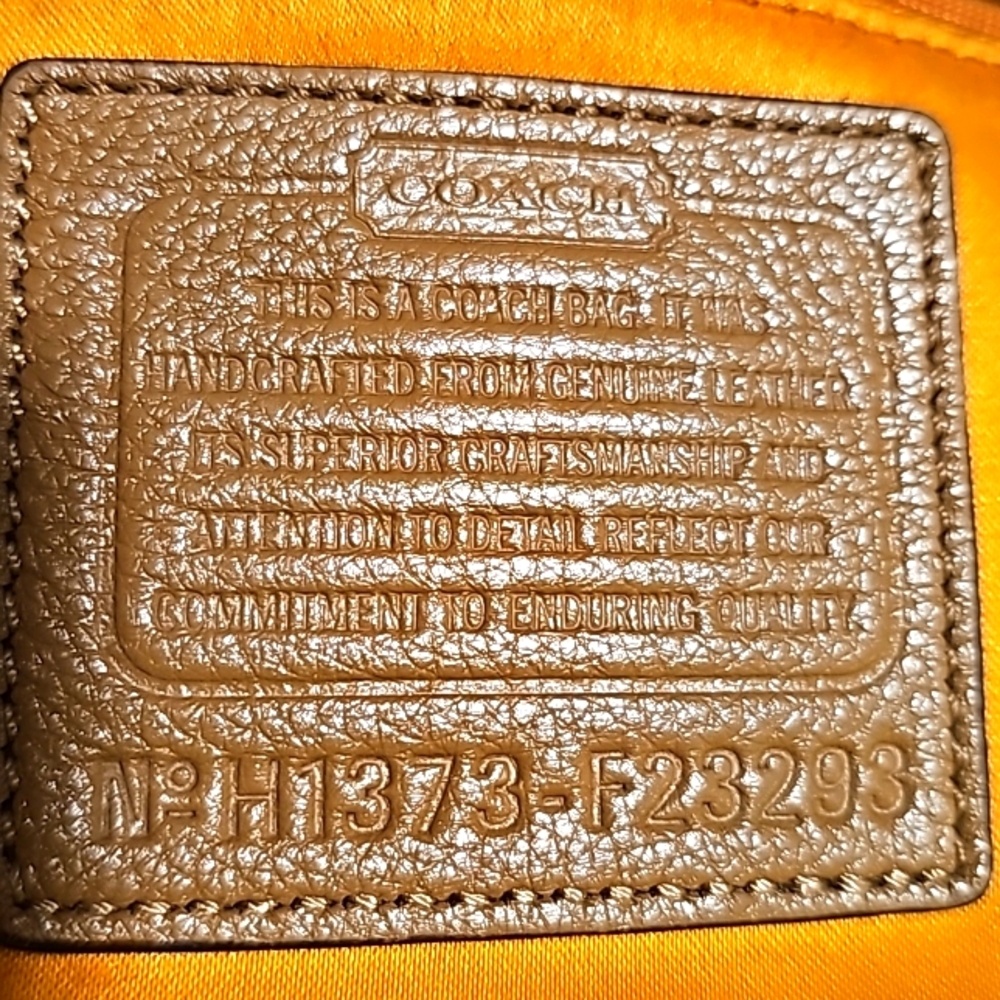 COACH
THIS IS A COACH BAG. IT WAS
HANDCRAFTED FROM GENUINE LEATHER.
ITS SUPERIOR CRAFTSMANSHIP AND
ATTENTION TO DETAIL REFLECT OUR
COMMITMENT TO ENDURING QUALITY.
Nº H1373-F23293